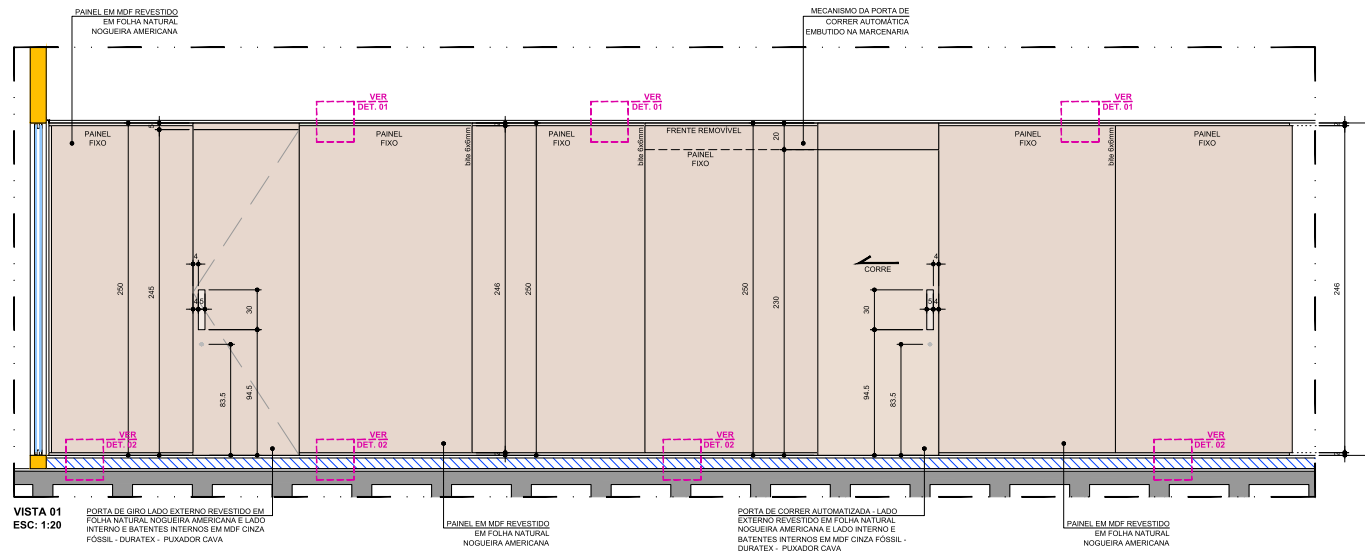 PAINEL EM MDF REVESTIDO
EM FOLHA NATURAL
NOGUEIRA AMERICANA
MECANISMO DA PORTA DE
CORRER AUTOMÁTICA
EMBUTIDO NA MARCENARIA
VER
DET. 01
VER
DET. 01
VER
DET. 01
PAINEL
FIXO
5
PAINEL
FIXO
bite 6x6mm
PAINEL
FIXO
bite 6x6mm
FRENTE REMOVÍVEL
PAINEL
FIXO
20
PAINEL
FIXO
bite 6x6mm
PAINEL
FIXO
250
245
4
4
5
30
83.5
94.5
246
250
250
230
CORRE
4
5
4
30
94.5
83.5
246
VER
DET. 02
VER
DET. 02
VER
DET. 02
VER
DET. 02
VISTA 01
ESC: 1:20
PORTA DE GIRO LADO EXTERNO REVESTIDO EM
FOLHA NATURAL NOGUEIRA AMERICANA E LADO
INTERNO E BATENTES INTERNOS EM MDF CINZA
FÓSSIL - DURATEX - PUXADOR CAVA
PAINEL EM MDF REVESTIDO
EM FOLHA NATURAL
NOGUEIRA AMERICANA
PORTA DE CORRER AUTOMATIZADA - LADO
EXTERNO REVESTIDO EM FOLHA NATURAL
NOGUEIRA AMERICANA E LADO INTERNO E
BATENTES INTERNOS EM MDF CINZA FÓSSIL -
DURATEX - PUXADOR CAVA
PAINEL EM MDF REVESTIDO
EM FOLHA NATURAL
NOGUEIRA AMERICANA